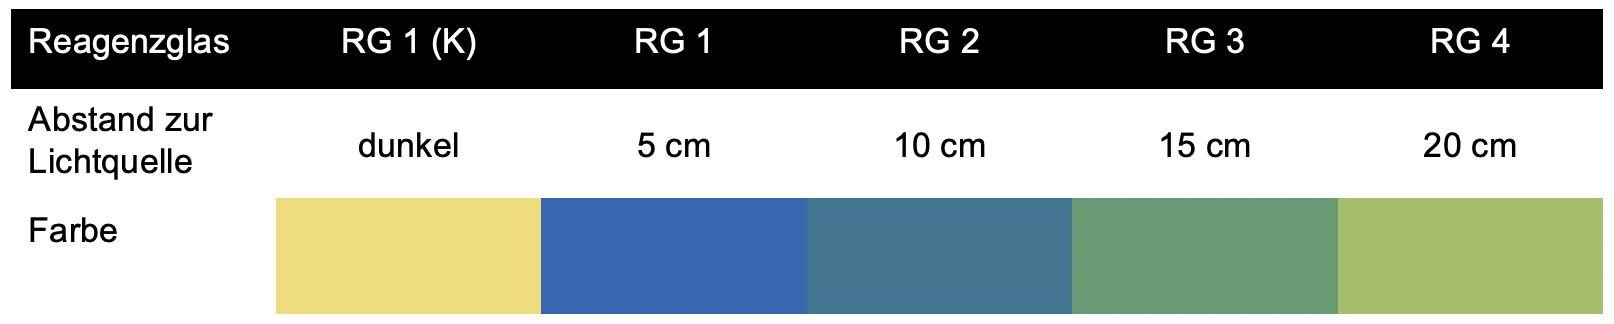 Reagenzglas RG 1 (K) RG 1 RG 2 RG 3 RG 4
Abstand zur
Lichtquelle dunkel 5 cm 10 cm 15 cm 20 cm
Farbe